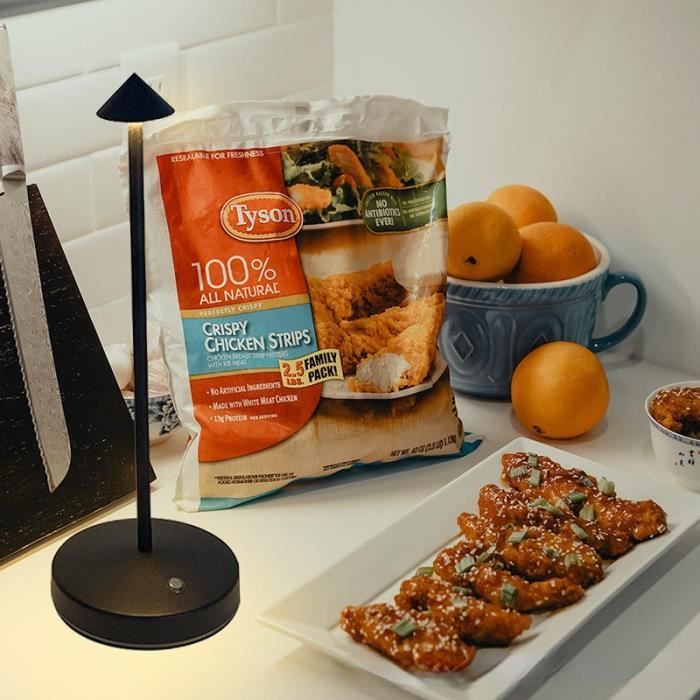 RESEALABLE FOR FRESHNESS
Tyson
NO
ANTIBIOTICS
EVER!
100%
ALL NATURAL*
PERFECTLY CRISPY
CRISPY
CHICKEN STRIPS
CHICKEN BREAST STRIP FRITTERS
WITH RIB MEAT
2.5 LBS. FAMILY PACK!
• NO ARTIFICIAL INGREDIENTS
• MADE WITH WHITE MEAT CHICKEN
• 13g PROTEIN PER SERVING
NET WT. 40 OZ (2.5 LB) 1.13kg